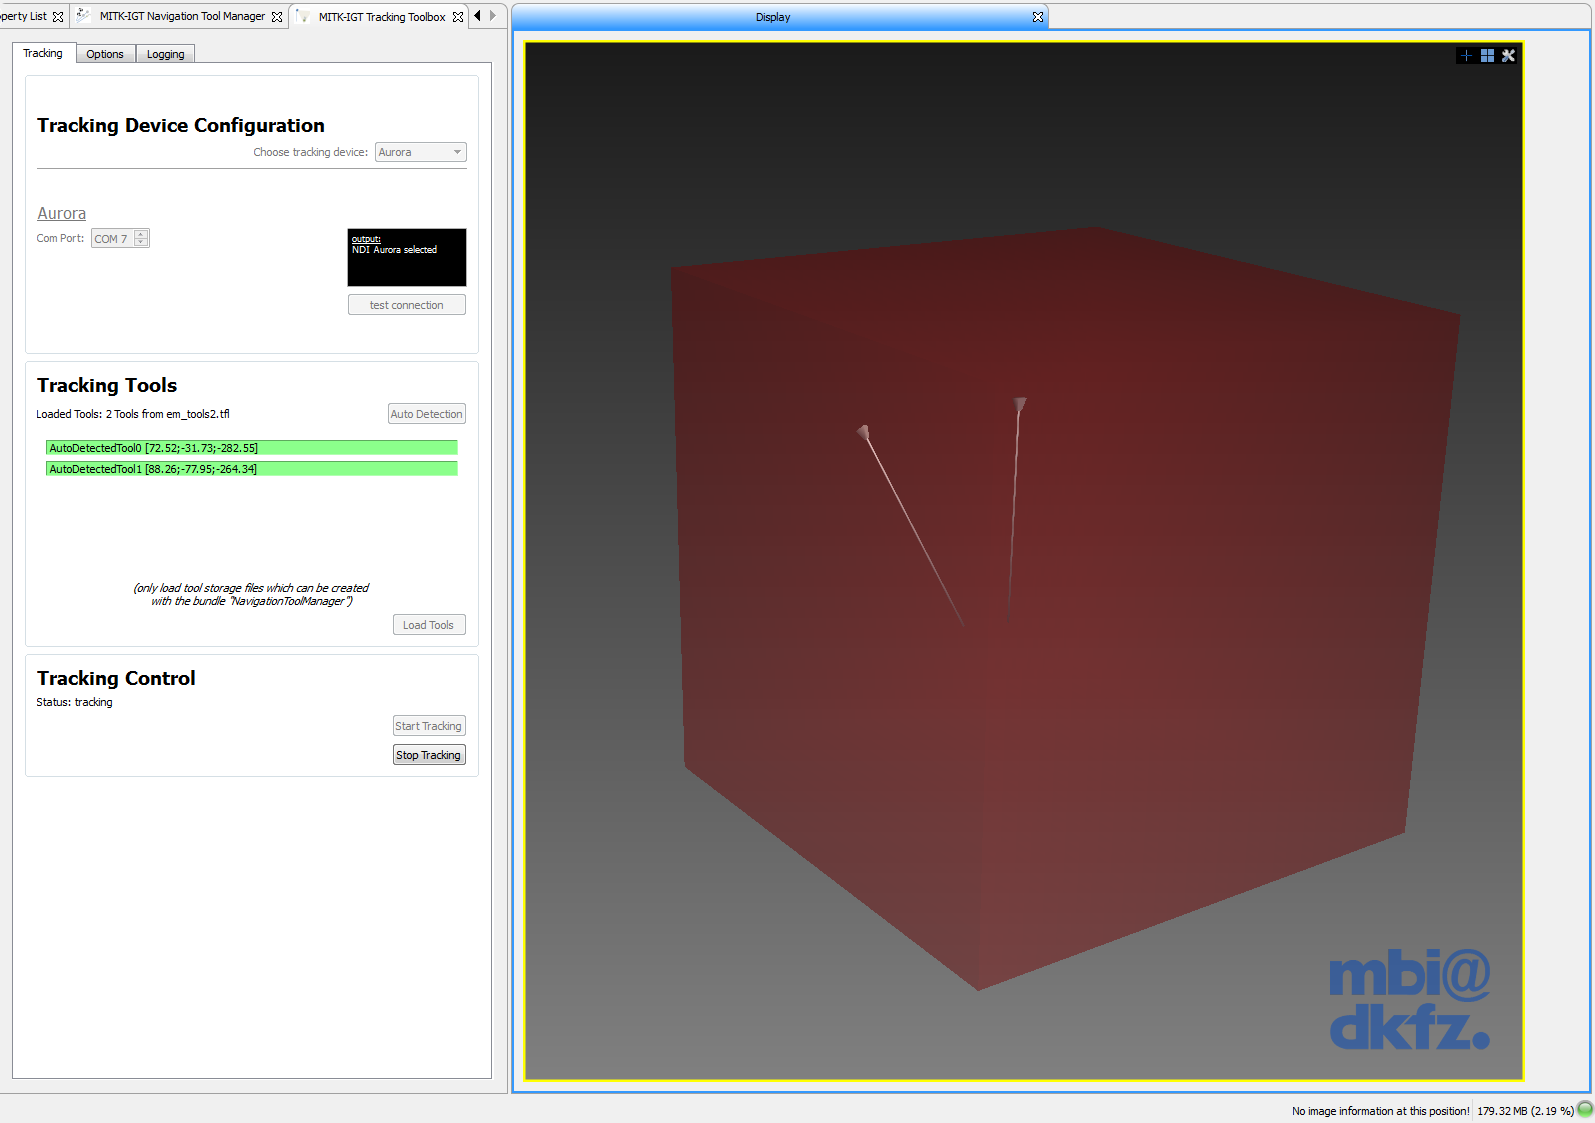 perty List
MITK-IGT Navigation Tool Manager
MITK-IGT Tracking Toolbox
Display
Tracking
Options
Logging
Tracking Device Configuration
Choose tracking device:
Aurora
Aurora
Com Port:
COM 7
output:
NDI Aurora selected
test connection
Tracking Tools
Loaded Tools: 2 Tools from em_tools2.tfl
Auto Detection
AutoDetectedTool0 [72.52;-31.73;-282.55]
AutoDetectedTool1 [88.26;-77.95;-264.34]
(only load tool storage files which can be created
with the bundle "NavigationToolManager")
Load Tools
Tracking Control
Status: tracking
Start Tracking
Stop Tracking
mbi@
dkfz.
No image information at this position!
179.32 MB (2.19 %)